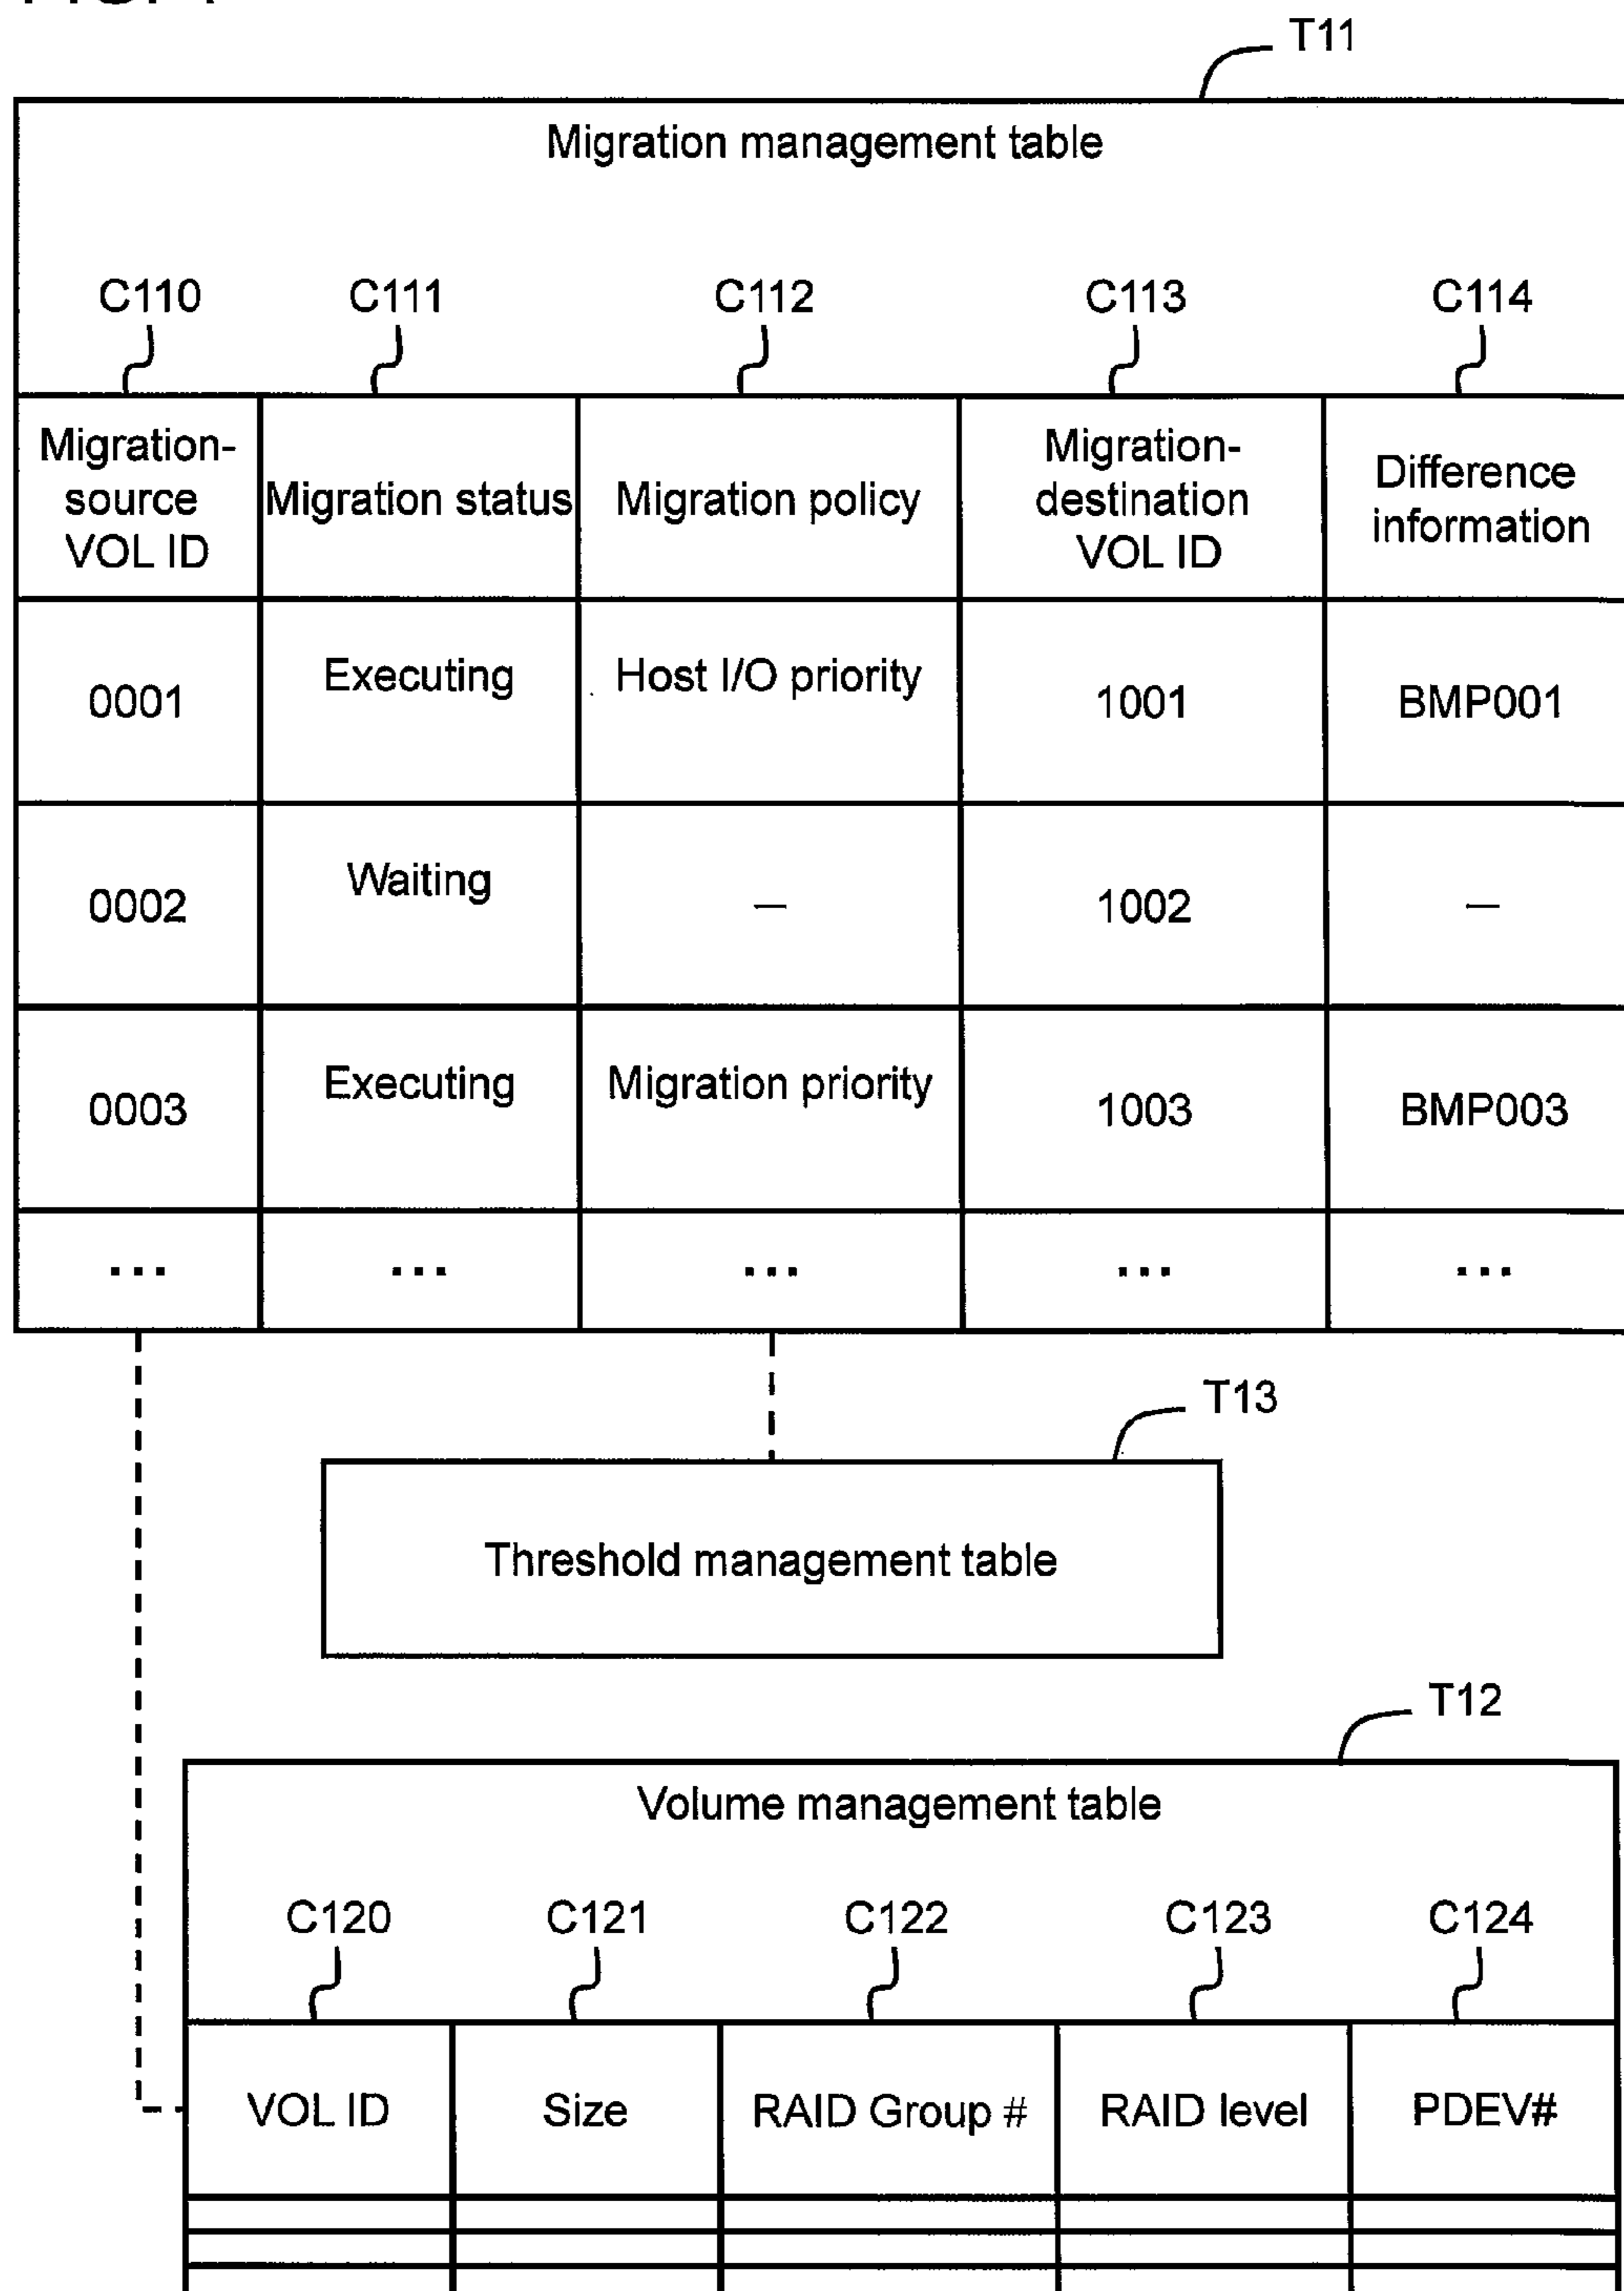 T11
Migration management table
C110 C111 C112 C113 C114
Migration-
source
VOL ID
Migration status
Migration policy
Migration-
destination
VOL ID
Difference
information
0001 Executing Host I/O priority 1001 BMP001
0002 Waiting — 1002 —
0003 Executing Migration priority 1003 BMP003
... ... ... ... ...
T13
Threshold management table
T12
Volume management table
C120 C121 C122 C123 C124
VOL ID Size RAID Group # RAID level PDEV#